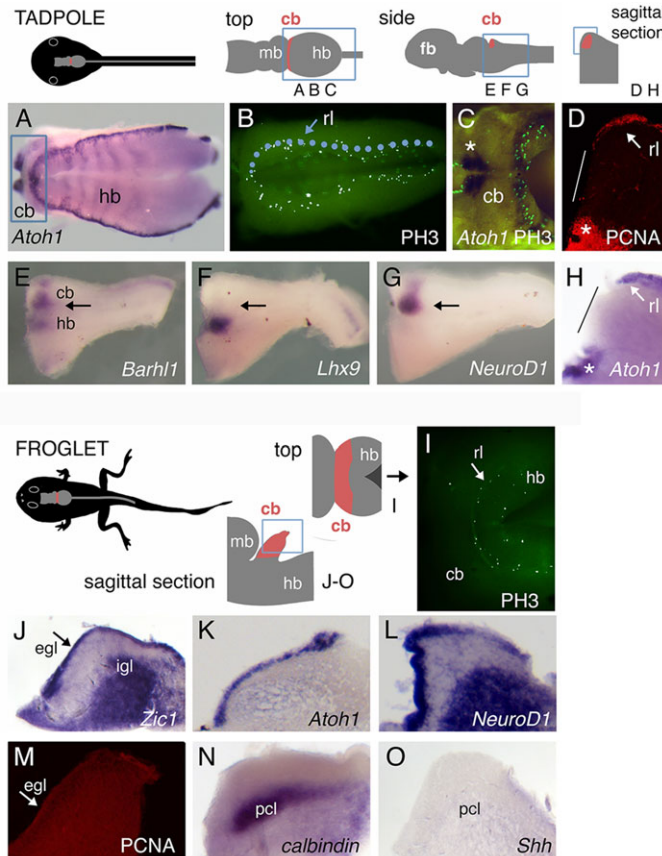 TADPOLE
top
side
sagittal
section
cb
cb
mb
hb
fb
A B C
E F G
D H
A
cb
hb
Atoh1
B
rl
PH3
C
*
cb
Atoh1 PH3
D
rl
*
PCNA
E
cb
hb
Barhl1
F
Lhx9
G
NeuroD1
H
rl
*
Atoh1
FROGLET
top
hb
cb
I
mb
cb
hb
sagittal section
J-O
I
rl
hb
cb
PH3
J
egl
igl
Zic1
K
Atoh1
L
NeuroD1
M
egl
PCNA
N
pcl
calbindin
O
pcl
Shh